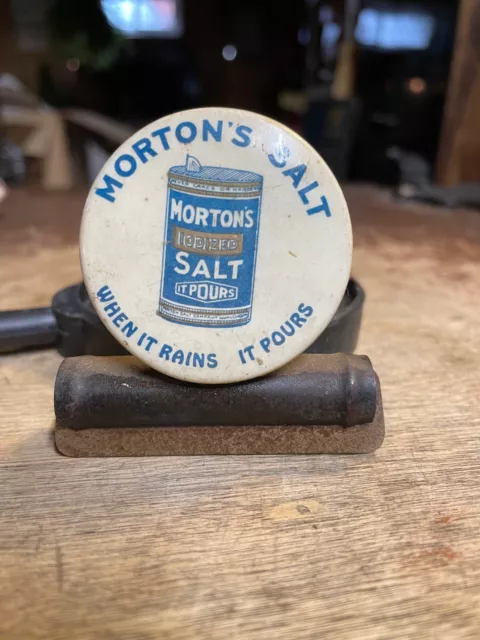 MORTON'S SALT
MORTON'S
IODIZED
SALT
IT POURS
WHEN IT RAINS IT POURS